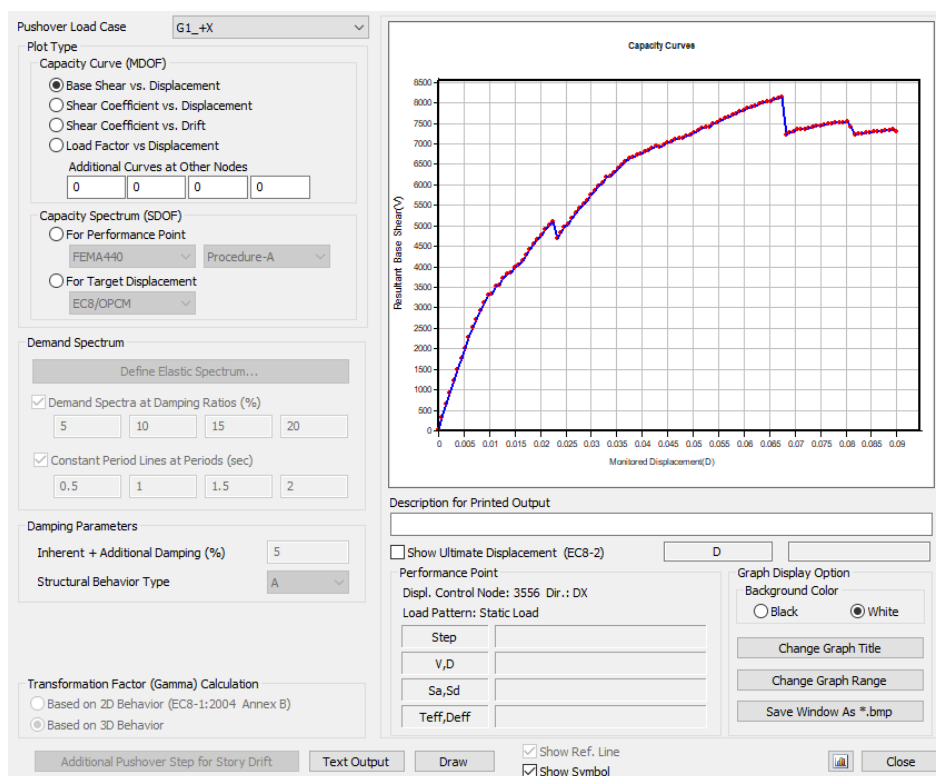 Pushover Load Case
G1_+X
Plot Type
Capacity Curve (MDOF)
Base Shear vs. Displacement
Shear Coefficient vs. Displacement
Shear Coefficient vs. Drift
Load Factor vs Displacement
Additional Curves at Other Nodes
0 0 0 0
Capacity Spectrum (SDOF)
For Performance Point
FEMA440 Procedure-A
For Target Displacement
EC8/OPCM
Demand Spectrum
Define Elastic Spectrum...
Demand Spectra at Damping Ratios (%)
5 10 15 20
Constant Period Lines at Periods (sec)
0.5 1 1.5 2
Damping Parameters
Inherent + Additional Damping (%) 5
Structural Behavior Type A
Transformation Factor (Gamma) Calculation
Based on 2D Behavior (EC8-1:2004 Annex B)
Based on 3D Behavior
Capacity Curves
Resultant Base Shear(V)
8500
8000
7500
7000
6500
6000
5500
5000
4500
4000
3500
3000
2500
2000
1500
1000
500
0
0 0.005 0.01 0.015 0.02 0.025 0.03 0.035 0.04 0.045 0.05 0.055 0.06 0.065 0.07 0.075 0.08 0.085 0.09
Monitored Displacement(D)
Description for Printed Output
Show Ultimate Displacement (EC8-2) D
Performance Point
Displ. Control Node: 3556 Dir.: DX
Load Pattern: Static Load
Step
V,D
Sa,Sd
Teff,Deff
Graph Display Option
Background Color
Black White
Change Graph Title
Change Graph Range
Save Window As *.bmp
Additional Pushover Step for Story Drift
Text Output
Draw
Show Ref. Line
Show Symbol
Close